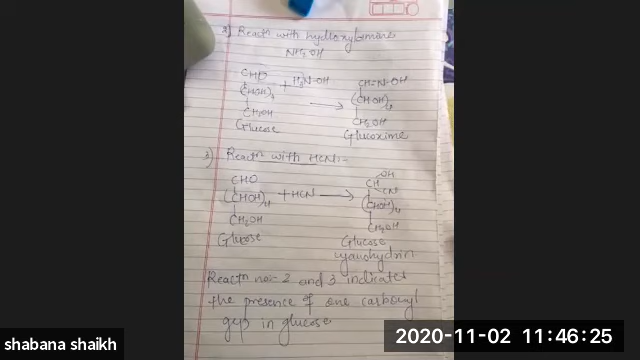 2) Reactn with hydroxylamine
NH2OH
CHO
(CHOH)4
CH2OH
Glucose
+ H2N-OH
CH=N-OH
(CHOH)4
CH2OH
Glucoxime
3) Reactn with HCN:-
CHO
(CHOH)4
CH2OH
Glucose
+ HCN
OH
CH
CN
(CHOH)4
CH2OH
Glucose
cyanohydrin
Reactn no:- 2 and 3 indicates
the presence of one carbonyl
grp in glucose
shabana shaikh
2020-11-02 11:46:25